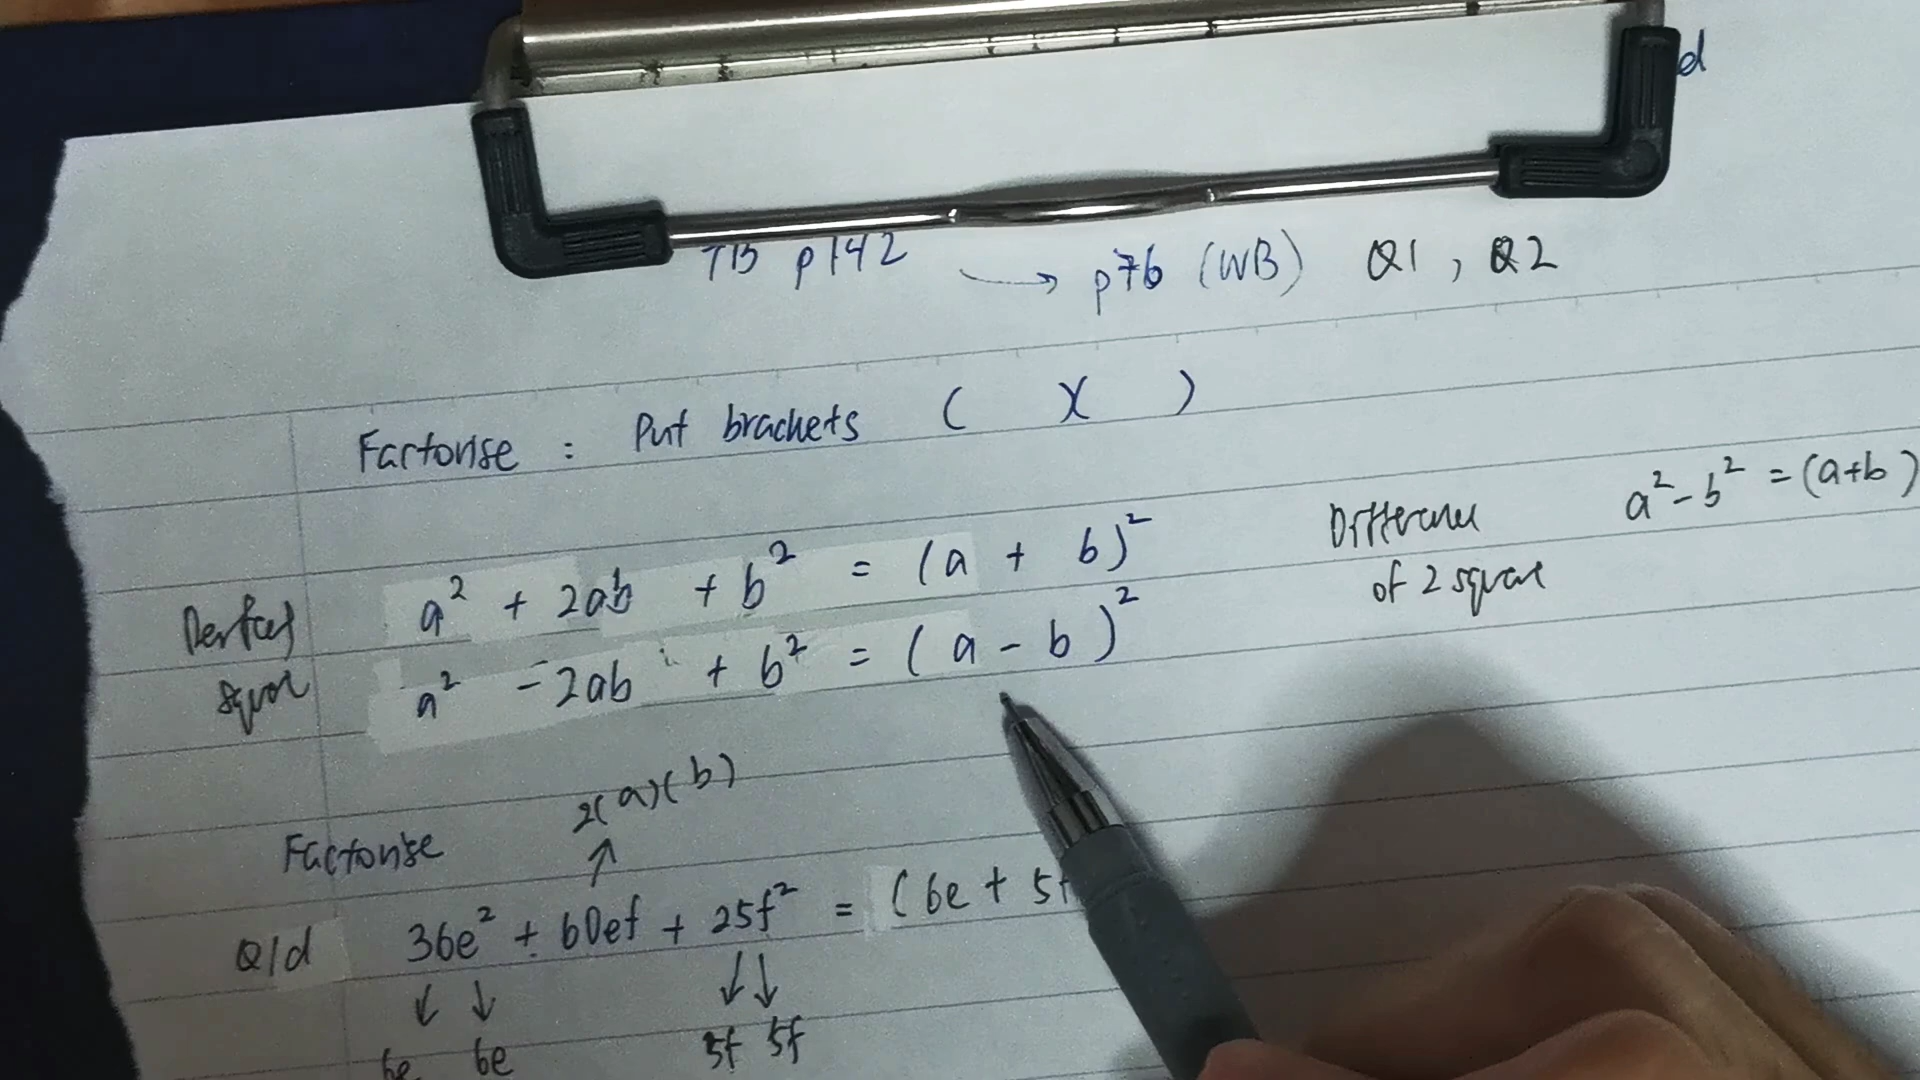 d
TB p142 → p76 (WB) Q1, Q2
Factorise : Put brackets ( X )
a² + 2ab + b² = (a + b)²
Perfect square
a² - 2ab + b² = (a - b)²
Difference of 2 square
a² - b² = (a+b)
2(a)(b)
↑
Factorise
Q1d 36e² + 60ef + 25f² = (6e + 5f
↓ ↓ ↓ ↓
6e 6e 5f 5f